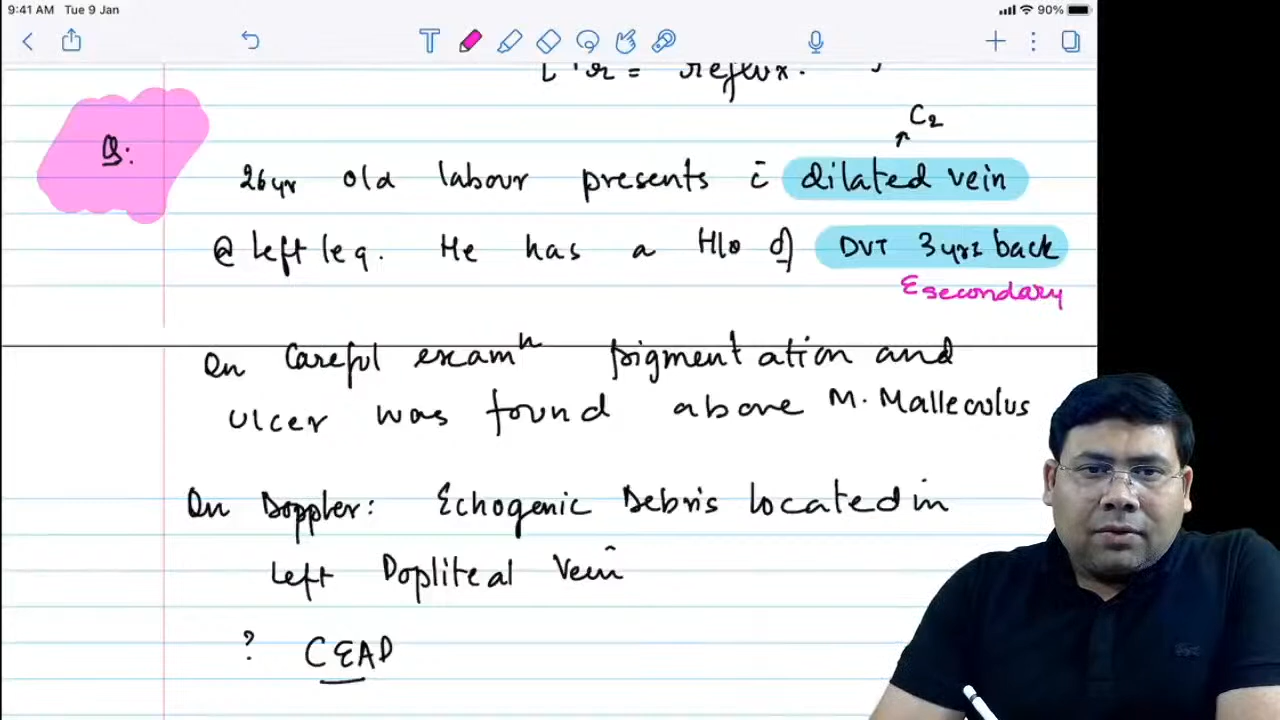 9:41 AM Tue 9 Jan
90%
T
= reflux.
C2
Q:
26yr old labour presents c̄ dilated vein
@ left leg. He has a H/o of DVT 3yrs back
Esecondary
On Careful examⁿ pigmentation and
ulcer was found above M. Malleoulus
On Doppler: Echogenic Debris located in
left Popliteal Vein
? CEAP